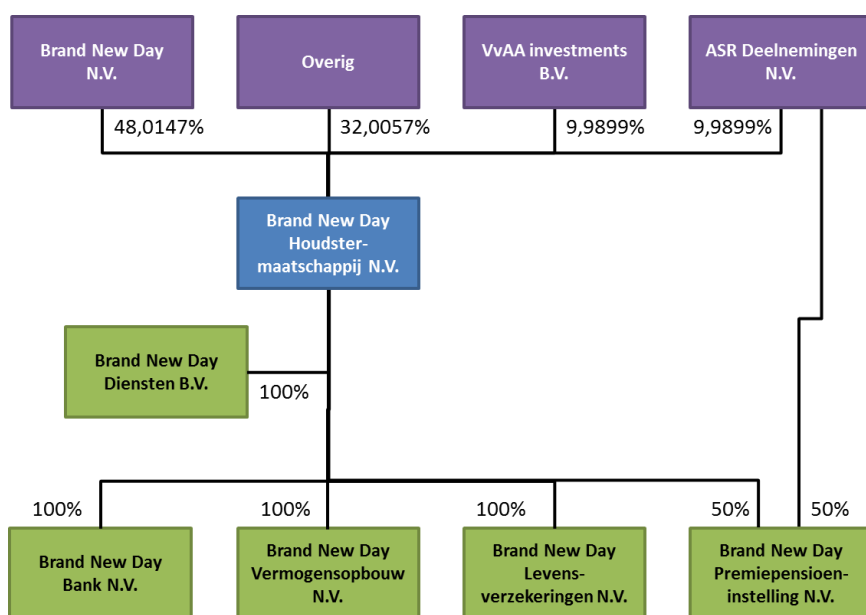 Brand New Day
N.V.
Overig
VvAA investments
B.V.
ASR Deelnemingen
N.V.
48,0147%
32,0057%
9,9899%
9,9899%
Brand New Day
Houdster-
maatschappij N.V.
Brand New Day
Diensten B.V.
100%
100%
100%
100%
50%
50%
Brand New Day
Bank N.V.
Brand New Day
Vermogensopbouw
N.V.
Brand New Day
Levens-
verzekeringen N.V.
Brand New Day
Premiepensioen-
instelling N.V.